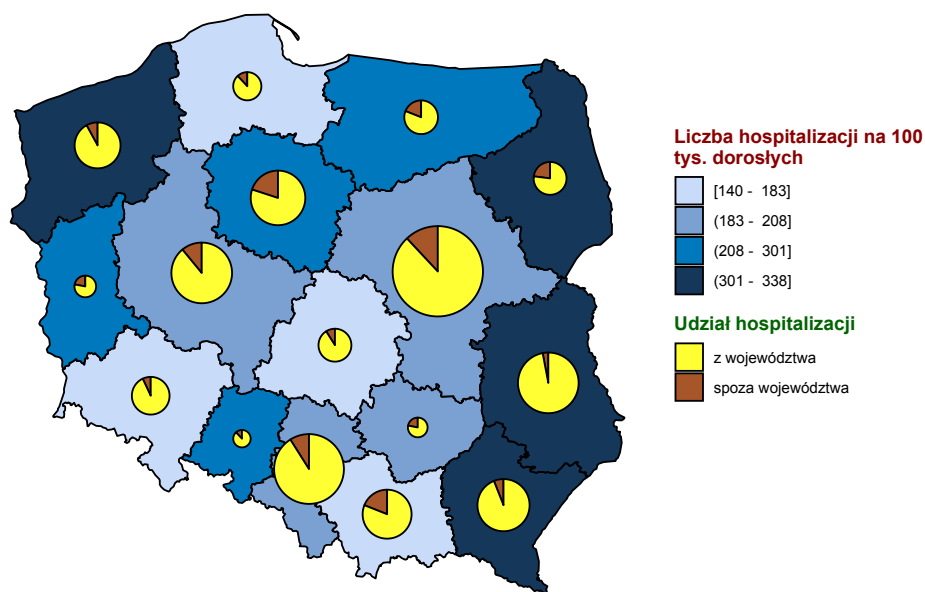 Liczba hospitalizacji na 100
tys. dorosłych
[140 - 183]
(183 - 208]
(208 - 301]
(301 - 338]
Udział hospitalizacji
z województwa
spoza województwa